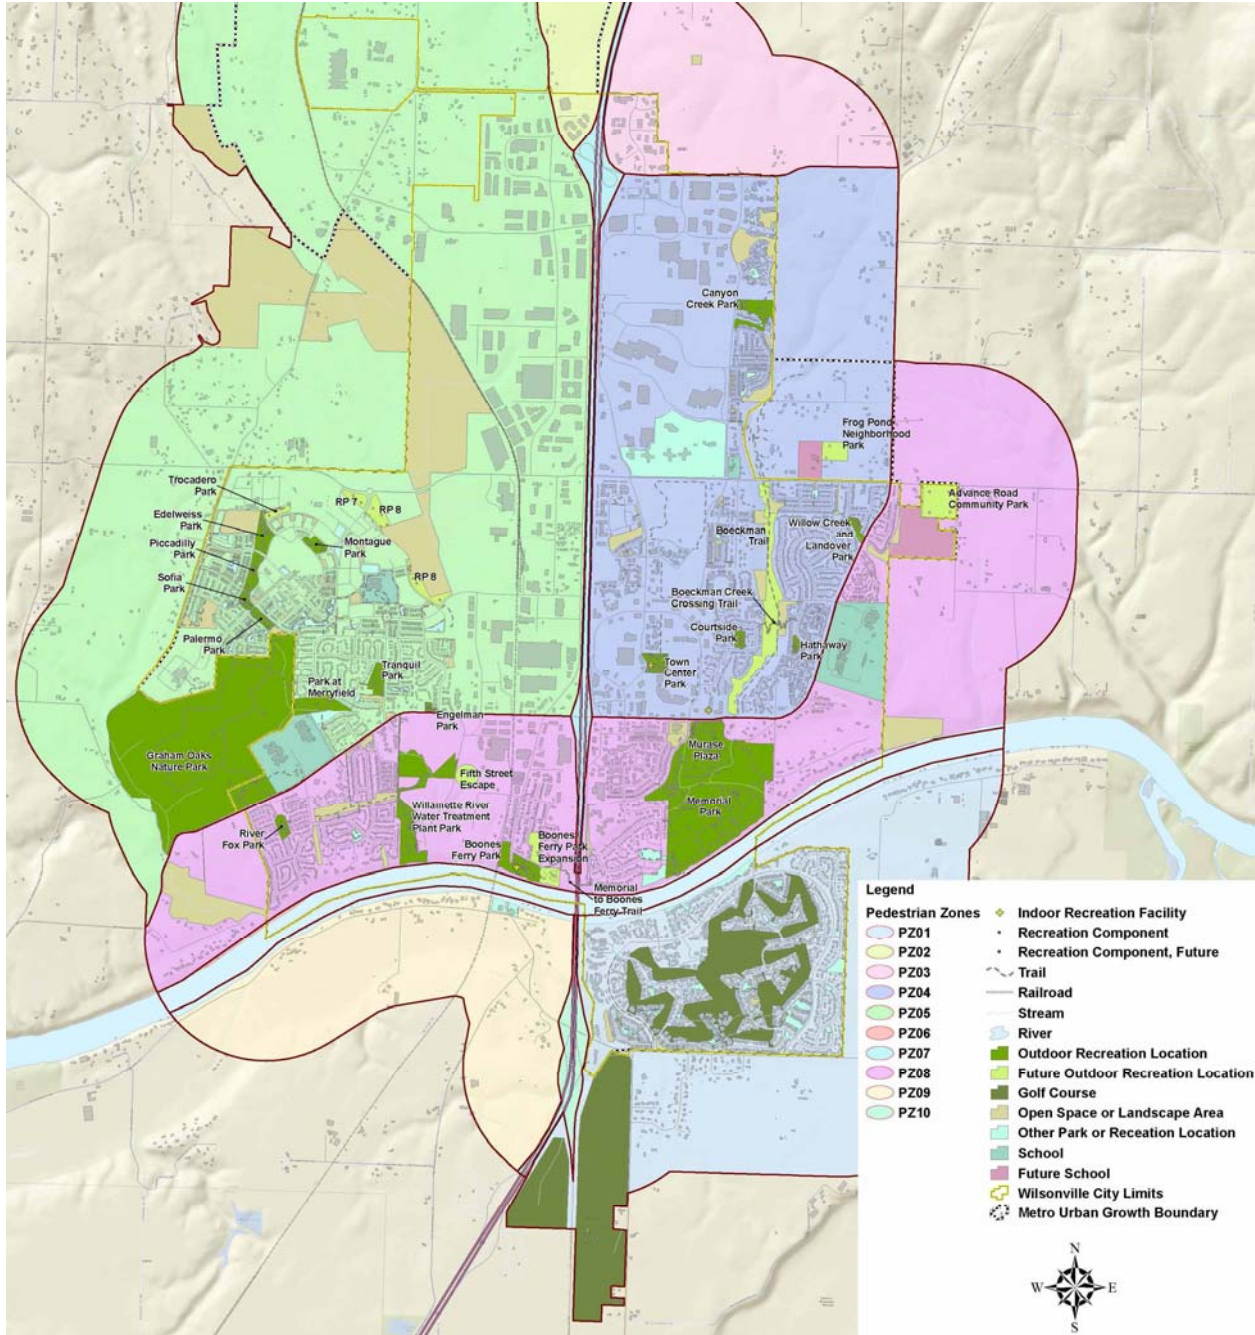 Canyon
Creek Park
Frog Pond
Neighborhood
Park
Trocadero
Park
RP 7
RP 8
Advance Road
Community Park
Edelweiss
Park
Piccadilly
Park
Montague
Park
Boeckman
Trail
Willow Creek
and
Landover
Park
Sofia
Park
RP 8
Boeckman Creek
Crossing Trail
Palermo
Park
Courtside
Park
Hathaway
Park
Tranquil
Park
Town
Center
Park
Park at
Merryfield
Engelman
Park
Graham Oaks
Nature Park
Murase
Plaza
Fifth Street
Escape
Willamette River
Water Treatment
Plant Park
Memorial
Park
River
Fox Park
Boones
Ferry Park
Boones
Ferry Park
Expansion
Memorial
to Boones
Ferry Trail
Legend
Pedestrian Zones
PZ01
PZ02
PZ03
PZ04
PZ05
PZ06
PZ07
PZ08
PZ09
PZ10
Indoor Recreation Facility
Recreation Component
Recreation Component, Future
Trail
Railroad
Stream
River
Outdoor Recreation Location
Future Outdoor Recreation Location
Golf Course
Open Space or Landscape Area
Other Park or Receation Location
School
Future School
Wilsonville City Limits
Metro Urban Growth Boundary
N
W E
S